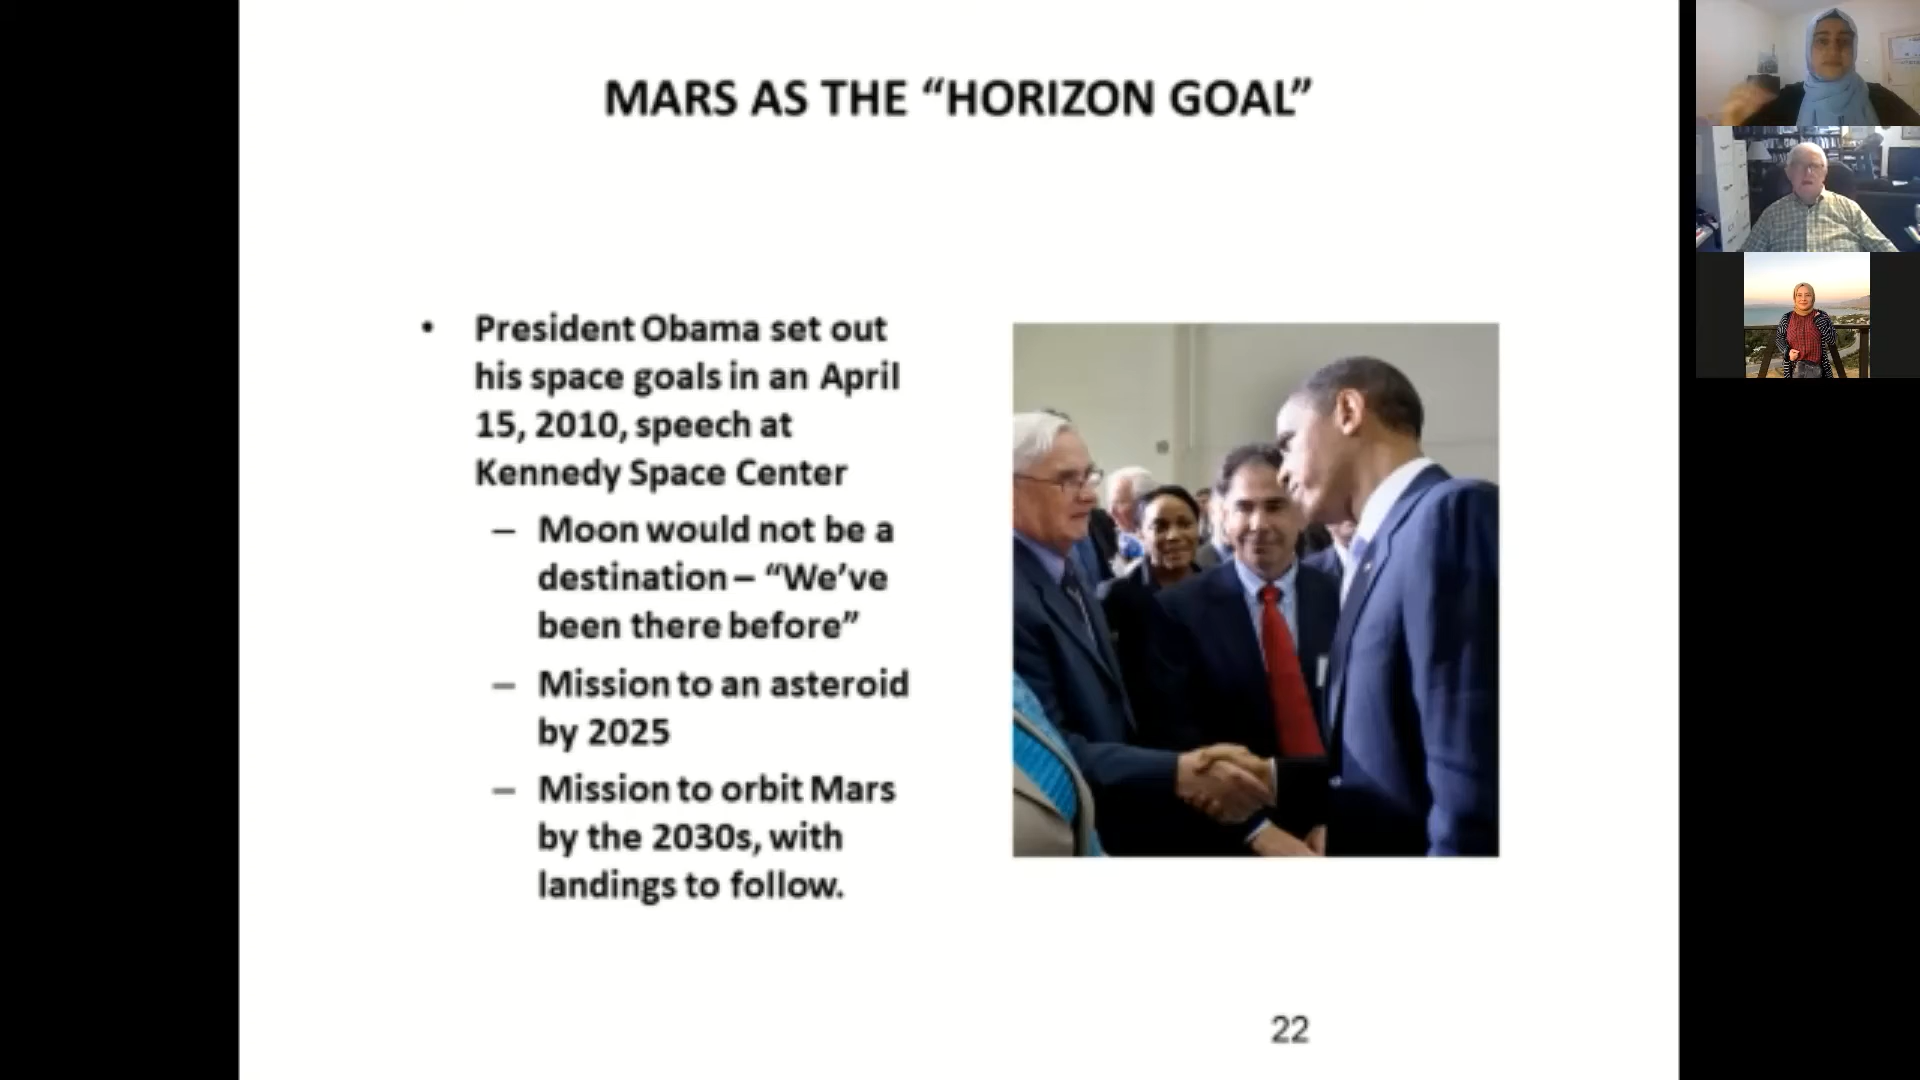 MARS AS THE “HORIZON GOAL”
• President Obama set out
his space goals in an April
15, 2010, speech at
Kennedy Space Center
– Moon would not be a
destination – “We’ve
been there before”
– Mission to an asteroid
by 2025
– Mission to orbit Mars
by the 2030s, with
landings to follow.
22